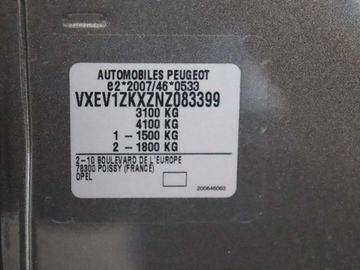 AUTOMOBILES PEUGEOT
e2*2007/46*0533
VXEV1ZKXZNZ083399
3100 KG
4100 KG
1 - 1500 KG
2 - 1800 KG
2-10 BOULEVARD DE L'EUROPE
78300 POISSY (FRANCE)
OPEL
200646063